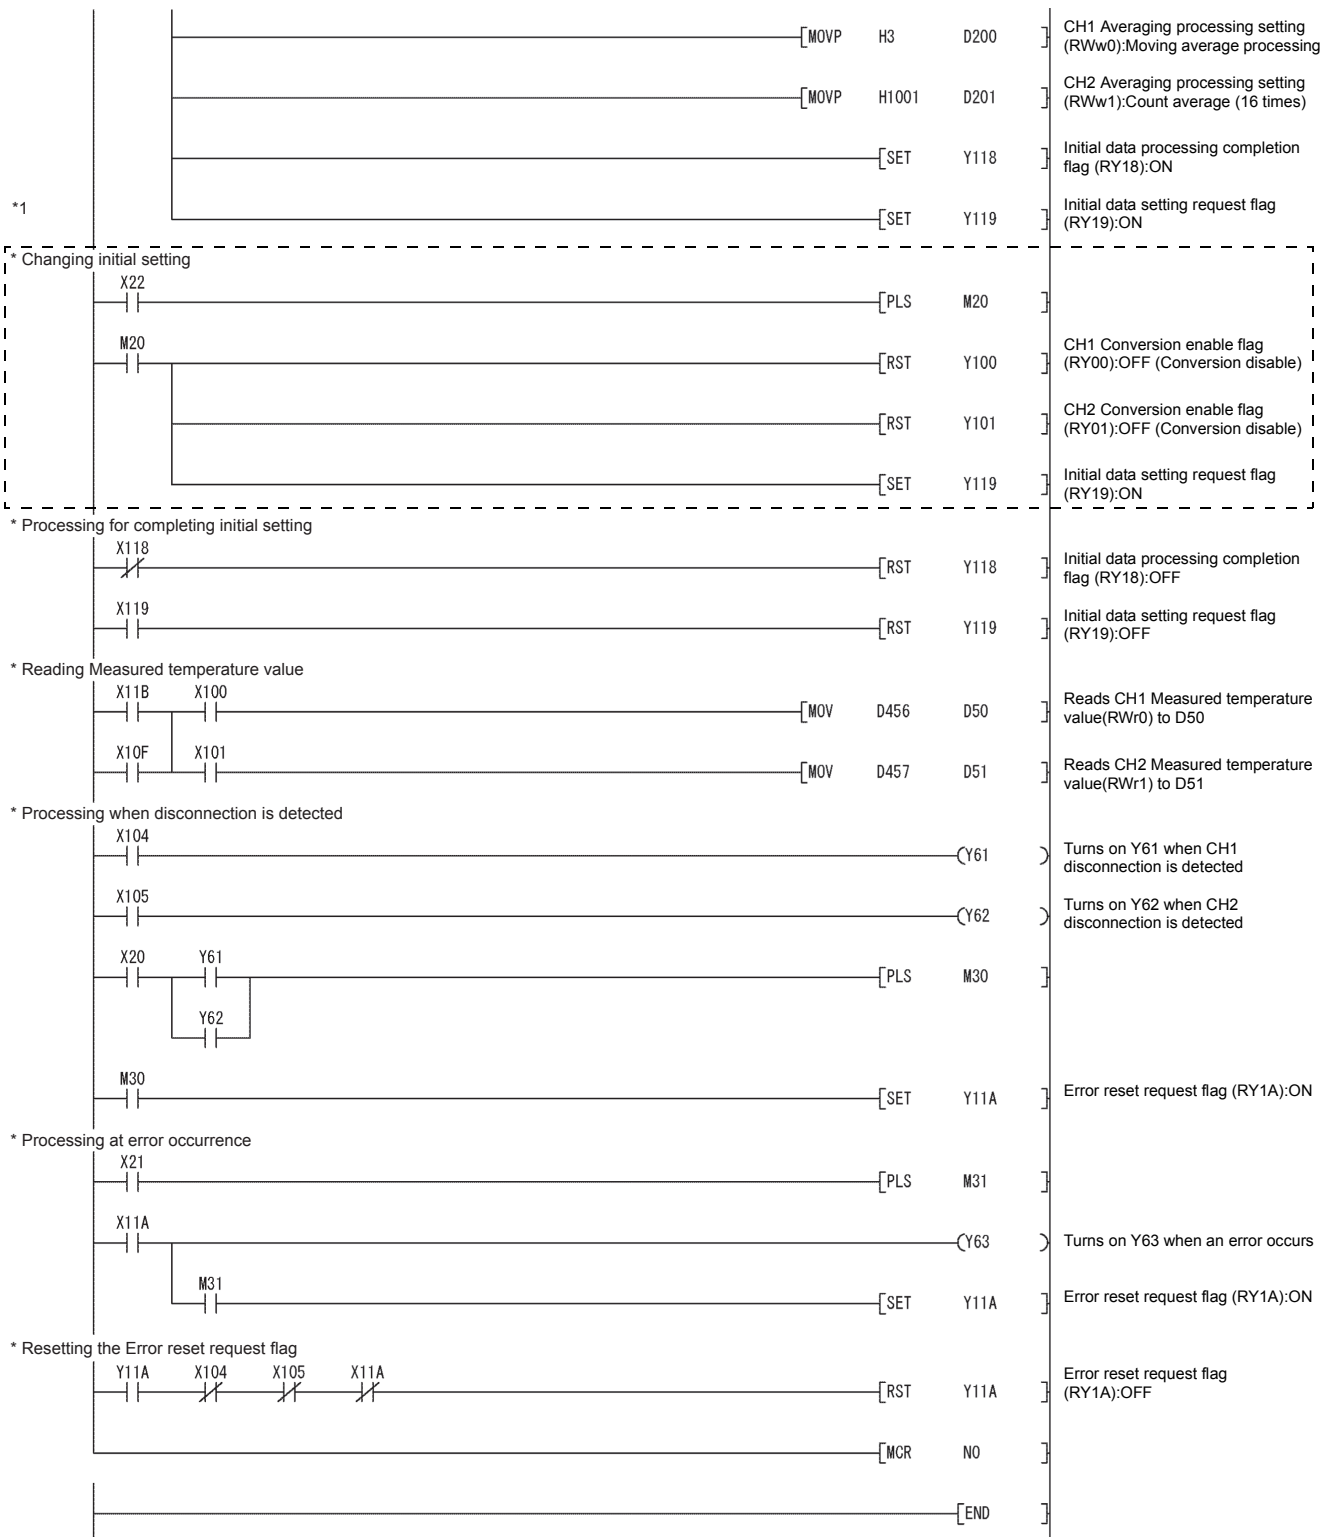 MOVP H3 D200 CH1 Averaging processing setting
(RWw0):Moving average processing
MOVP H1001 D201 CH2 Averaging processing setting
(RWw1):Count average (16 times)
SET Y118 Initial data processing completion
flag (RY18):ON
*1
SET Y119 Initial data setting request flag
(RY19):ON
* Changing initial setting
X22
PLS M20
M20
RST Y100 CH1 Conversion enable flag
(RY00):OFF (Conversion disable)
RST Y101 CH2 Conversion enable flag
(RY01):OFF (Conversion disable)
SET Y119 Initial data setting request flag
(RY19):ON
* Processing for completing initial setting
X118
RST Y118 Initial data processing completion
flag (RY18):OFF
X119
RST Y119 Initial data setting request flag
(RY19):OFF
* Reading Measured temperature value
X11B X100
MOV D456 D50 Reads CH1 Measured temperature
value(RWr0) to D50
X10F X101
MOV D457 D51 Reads CH2 Measured temperature
value(RWr1) to D51
* Processing when disconnection is detected
X104
Y61 Turns on Y61 when CH1
disconnection is detected
X105
Y62 Turns on Y62 when CH2
disconnection is detected
X20 Y61
PLS M30
Y62
M30
SET Y11A Error reset request flag (RY1A):ON
* Processing at error occurrence
X21
PLS M31
X11A
Y63 Turns on Y63 when an error occurs
M31
SET Y11A Error reset request flag (RY1A):ON
* Resetting the Error reset request flag
Y11A X104 X105 X11A
RST Y11A Error reset request flag
(RY1A):OFF
MCR N0
END